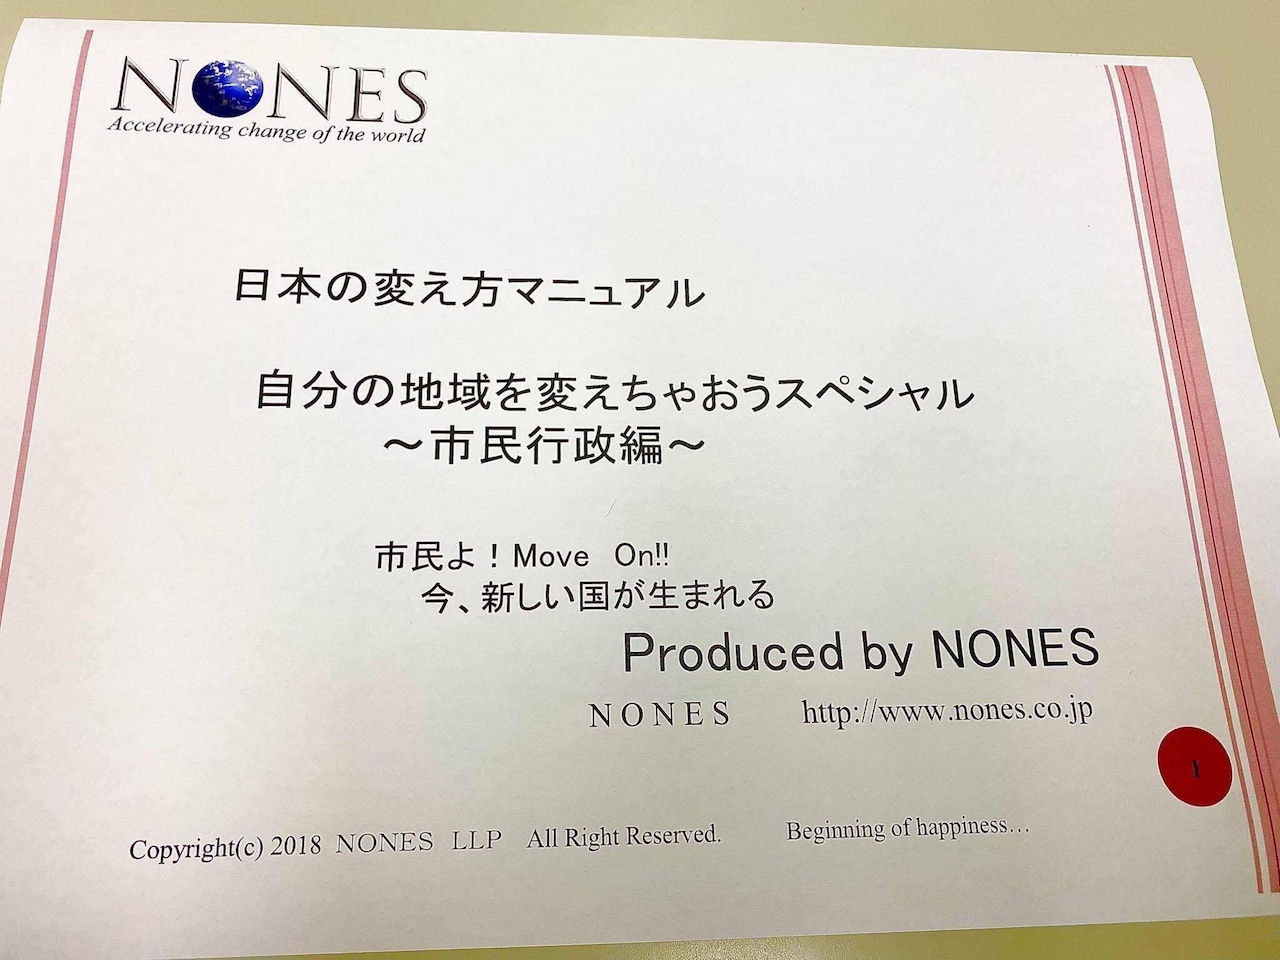 NONES
Accelerating change of the world
日本の変え方マニュアル
自分の地域を変えちゃおうスペシャル
～市民行政編～
市民よ！Move On!!
今、新しい国が生まれる
Produced by NONES
NONES http://www.nones.co.jp
1
Copyright(c) 2018 NONES LLP All Right Reserved. Beginning of happiness…